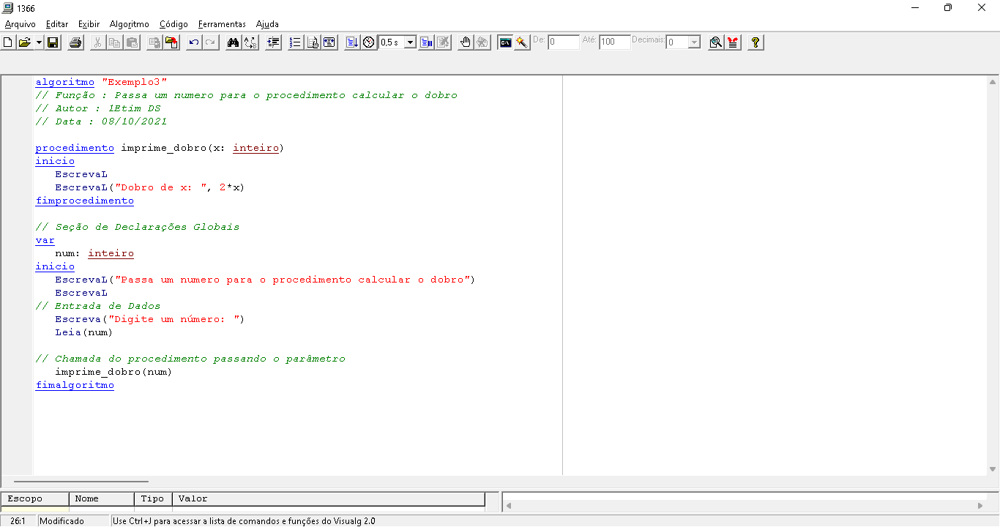 1366
Arquivo Editar Exibir Algoritmo Código Ferramentas Ajuda
0,5 s De: 0 Até: 100 Decimais: 0
algoritmo "Exemplo3"
// Função : Passa um numero para o procedimento calcular o dobro
// Autor : 1Etim DS
// Data : 08/10/2021
procedimento imprime_dobro(x: inteiro)
inicio
EscrevaL
EscrevaL("Dobro de x: ", 2*x)
fimprocedimento
// Seção de Declarações Globais
var
num: inteiro
inicio
EscrevaL("Passa um numero para o procedimento calcular o dobro")
EscrevaL
// Entrada de Dados
Escreva("Digite um número: ")
Leia(num)
// Chamada do procedimento passando o parâmetro
imprime_dobro(num)
fimalgoritmo
Escopo Nome Tipo Valor
26:1 Modificado Use Ctrl+J para acessar a lista de comandos e funções do Visualg 2.0